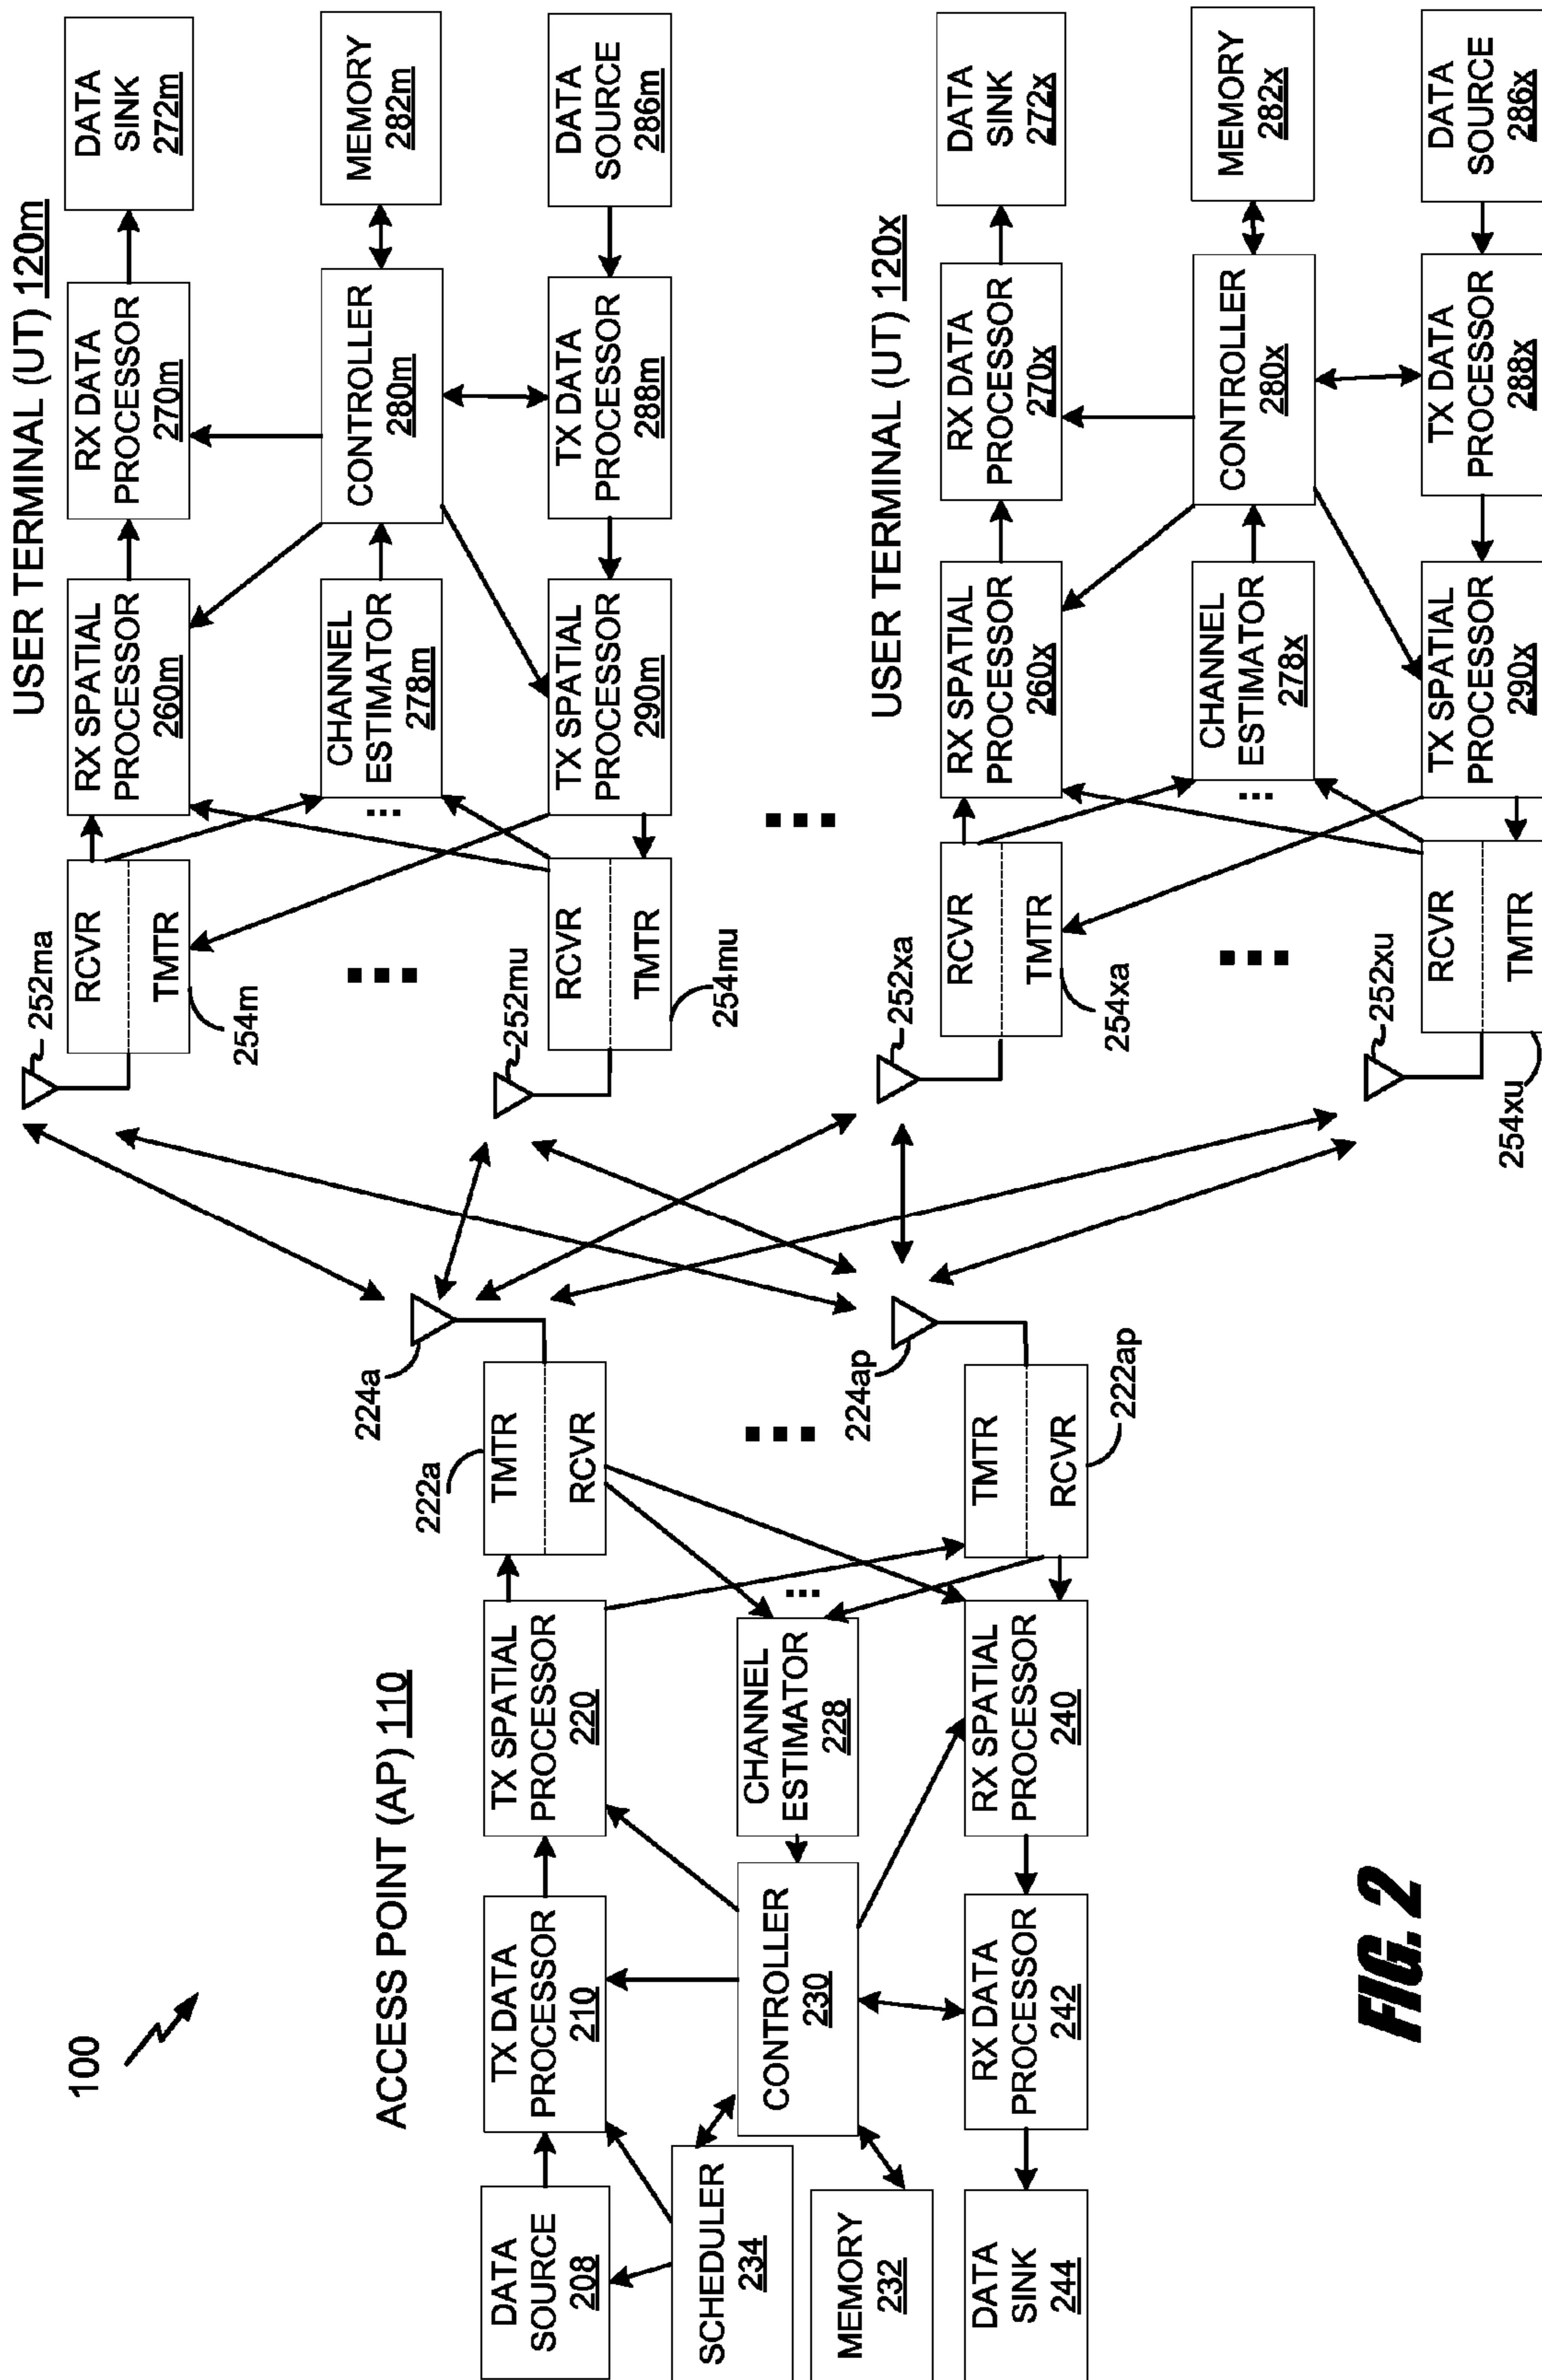 100
ACCESS POINT (AP) 110
DATA
SOURCE
208
TX DATA
PROCESSOR
210
TX SPATIAL
PROCESSOR
220
222a
TMTR
RCVR
224a
SCHEDULER
234
CONTROLLER
230
CHANNEL
ESTIMATOR
228
...
...
MEMORY
232
DATA
SINK
244
RX DATA
PROCESSOR
242
RX SPATIAL
PROCESSOR
240
TMTR
RCVR
222ap
224ap
USER TERMINAL (UT) 120m
252ma
RCVR
TMTR
254m
RX SPATIAL
PROCESSOR
260m
RX DATA
PROCESSOR
270m
DATA
SINK
272m
...
...
CHANNEL
ESTIMATOR
278m
CONTROLLER
280m
MEMORY
282m
252mu
RCVR
TMTR
254mu
TX SPATIAL
PROCESSOR
290m
TX DATA
PROCESSOR
288m
DATA
SOURCE
286m
...
USER TERMINAL (UT) 120x
252xa
RCVR
TMTR
254xa
RX SPATIAL
PROCESSOR
260x
RX DATA
PROCESSOR
270x
DATA
SINK
272x
...
...
CHANNEL
ESTIMATOR
278x
CONTROLLER
280x
MEMORY
282x
252xu
RCVR
TMTR
254xu
TX SPATIAL
PROCESSOR
290x
TX DATA
PROCESSOR
288x
DATA
SOURCE
286x
FIG. 2